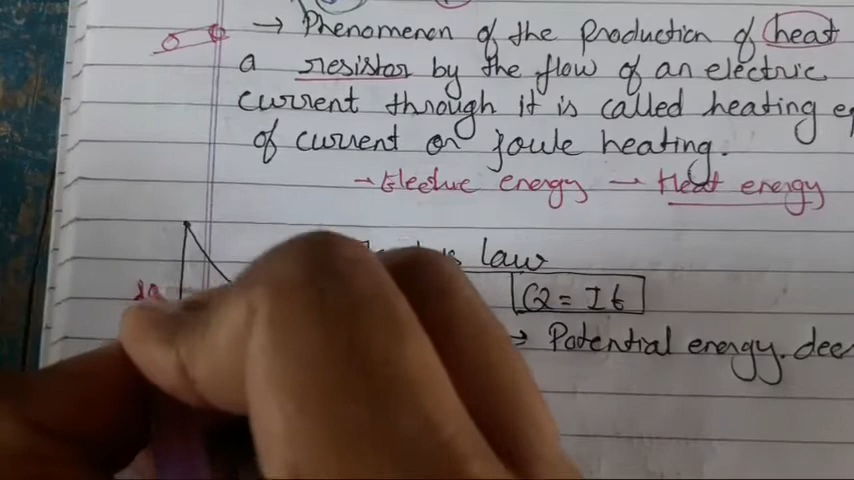 → Phenomenon of the production of heat
a resistor by the flow of an electric
current through it is called heating
of current or joule heating.
→ Electric energy → Heat energy
law
Q = It
→ Potential energy.